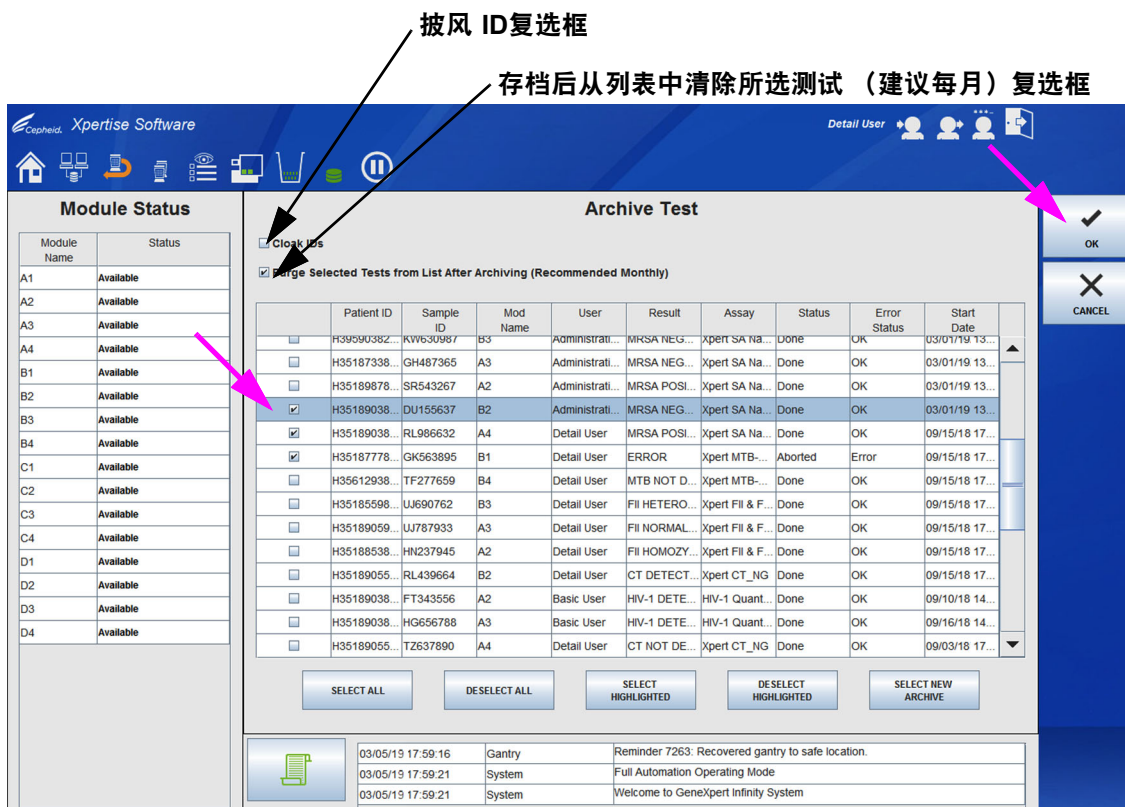 披风 ID复选框
存档后从列表中清除所选测试 （建议每月）复选框
Cepheid. Xpertise Software
Detail User
Module Status
Module Name Status
A1 Available
A2 Available
A3 Available
A4 Available
B1 Available
B2 Available
B3 Available
B4 Available
C1 Available
C2 Available
C3 Available
C4 Available
D1 Available
D2 Available
D3 Available
D4 Available
Archive Test
Cloak IDs
Purge Selected Tests from List After Archiving (Recommended Monthly)
Patient ID Sample ID Mod Name User Result Assay Status Error Status Start Date
H39590382... KW630987 B3 Administrati... MRSA NEG... Xpert SA Na... Done OK 03/01/19 13...
H35187338... GH487365 A3 Administrati... MRSA NEG... Xpert SA Na... Done OK 03/01/19 13...
H35189878... SR543267 A2 Administrati... MRSA POSI... Xpert SA Na... Done OK 03/01/19 13...
H35189038... DU155637 B2 Administrati... MRSA NEG... Xpert SA Na... Done OK 03/01/19 13...
H35189038... RL986632 A4 Detail User MRSA POSI... Xpert SA Na... Done OK 09/15/18 17...
H35187778... GK563895 B1 Detail User ERROR Xpert MTB-... Aborted Error 09/15/18 17...
H35612938... TF277659 B4 Detail User MTB NOT D... Xpert MTB-... Done OK 09/15/18 17...
H35185598... UJ690762 B3 Detail User FII HETERO... Xpert FII & F... Done OK 09/15/18 17...
H35189059... UJ787933 A3 Detail User FII NORMAL... Xpert FII & F... Done OK 09/15/18 17...
H35188538... HN237945 A2 Detail User FII HOMOZY... Xpert FII & F... Done OK 09/15/18 17...
H35189055... RL439664 B2 Detail User CT DETECT... Xpert CT_NG Done OK 09/15/18 17...
H35189038... FT343556 A2 Basic User HIV-1 DETE... HIV-1 Quant... Done OK 09/10/18 14...
H35189038... HG656788 A3 Basic User HIV-1 DETE... HIV-1 Quant... Done OK 09/16/18 14...
H35189055... TZ637890 A4 Detail User CT NOT DE... Xpert CT_NG Done OK 09/03/18 17...
SELECT ALL
DESELECT ALL
SELECT HIGHLIGHTED
DESELECT HIGHLIGHTED
SELECT NEW ARCHIVE
03/05/19 17:59:16 Gantry Reminder 7263: Recovered gantry to safe location.
03/05/19 17:59:21 System Full Automation Operating Mode
03/05/19 17:59:21 System Welcome to GeneXpert Infinity System
OK
CANCEL